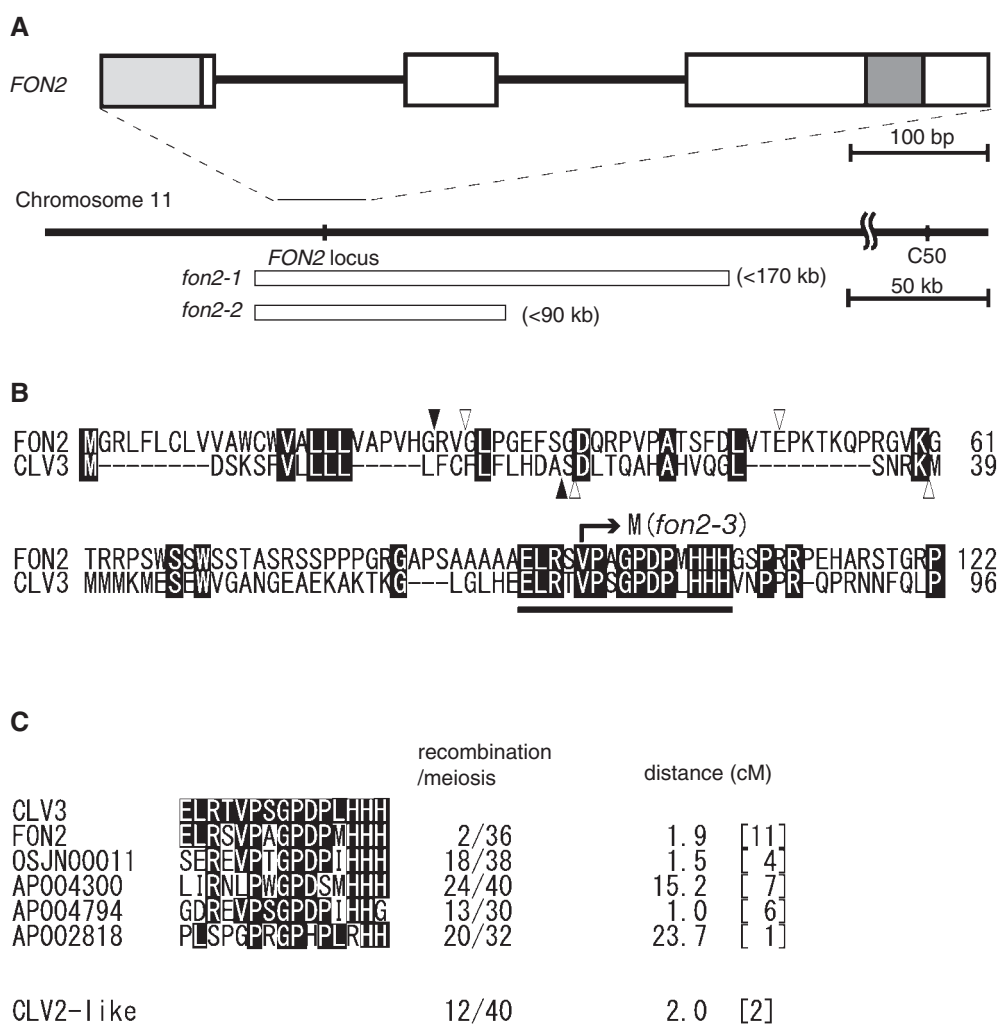 A
FON2
100 bp
Chromosome 11
FON2 locus
C50
fon2-1 (<170 kb)
50 kb
fon2-2 (<90 kb)
B
FON2 MGRLFLCLVVAWCWVALLLVAPVHGRVGLPGEFSGDQRPVPATSFDLVTEPKTKQPRGVKG 61
CLV3 M--------DSKSFVLLLLL-----LFCFLFLHDASDLTQAHAHVQGL---------SNRKM 39
M (fon2-3)
FON2 TRRPSWSSWSSTASRSSPPPGRGAPSAAAAAELRSVPAGPDPMHHHGSPRRPEHARSTGRP 122
CLV3 MMMKMESEWVGANGEAEKAKTKG---LGLHEELRTVPSGPDPLHHHVNPPR-QPRNNFQLP 96
C
recombination
/meiosis distance (cM)
CLV3 ELRTVPSGPDPLHHH
FON2 ELRSVPAGPDPMHHH 2/36 1.9 [11]
OSJN00011 SEREVPTGPDPIHHH 18/38 1.5 [ 4]
AP004300 LIRNLPWGPDSMHHH 24/40 15.2 [ 7]
AP004794 GDREVPSGPDPIHHG 13/30 1.0 [ 6]
AP002818 PLSPGPRGPHPLRHH 20/32 23.7 [ 1]
CLV2-like 12/40 2.0 [2]